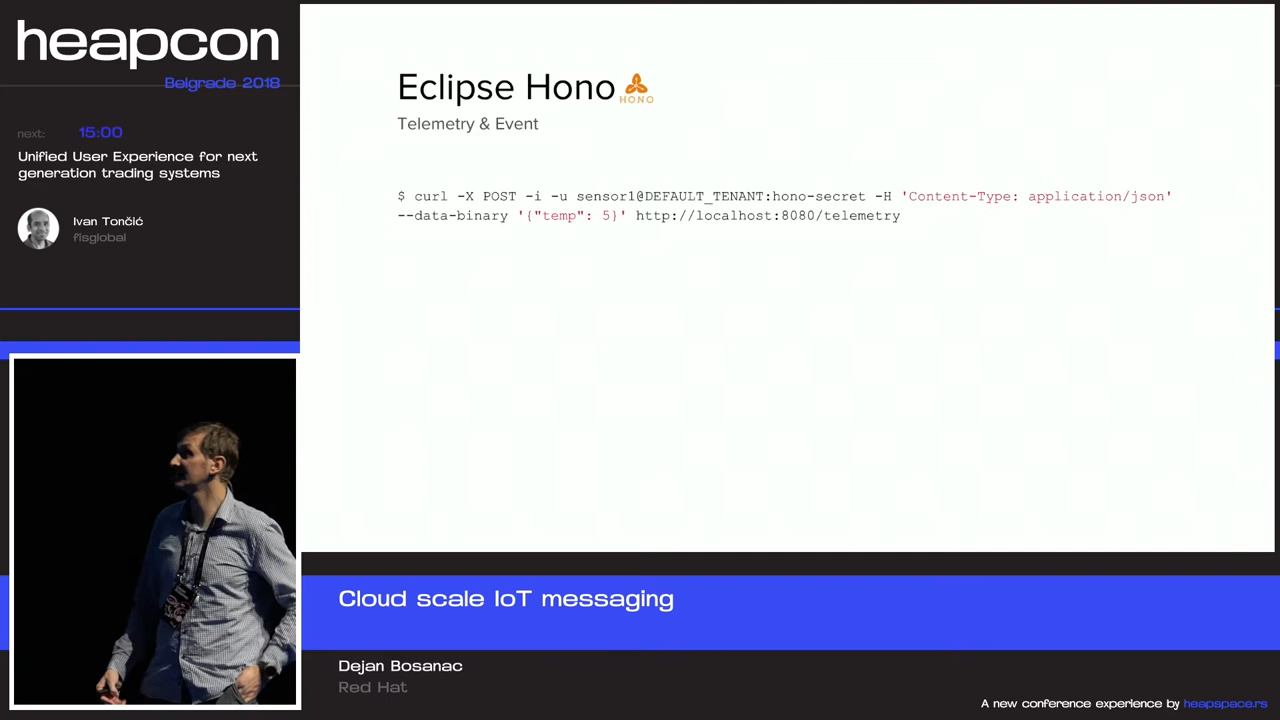 heapcon
Belgrade 2018
next: 15:00
Unified User Experience for next
generation trading systems
Ivan Tončić
fisglobal
Eclipse Hono
HONO
Telemetry & Event
$ curl -X POST -i -u sensor1@DEFAULT_TENANT:hono-secret -H 'Content-Type: application/json'
--data-binary '{"temp": 5}' http://localhost:8080/telemetry
Cloud scale IoT messaging
Dejan Bosanac
Red Hat
A new conference experience by heapspace.rs